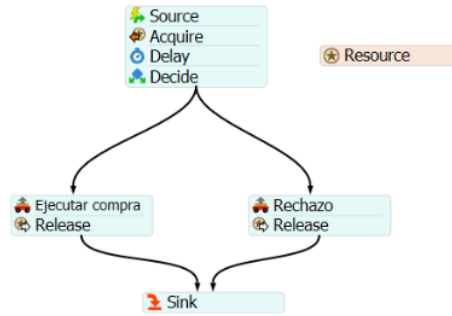 Source
Acquire
Delay
Decide
Resource
Ejecutar compra
Release
Rechazo
Release
Sink